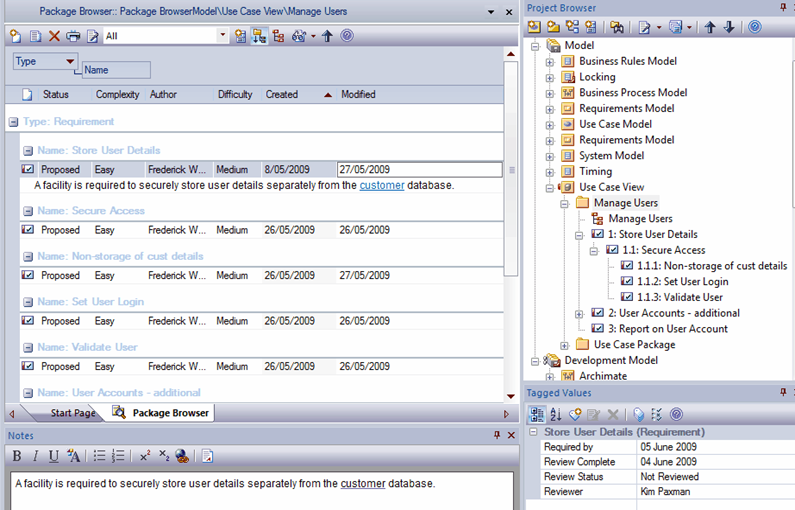 Package Browser:: Package BrowserModel\Use Case View\Manage Users
All
Type
Name
Status Complexity Author Difficulty Created Modified
Type: Requirement
Name: Store User Details
Proposed Easy Frederick W... Medium 8/05/2009 27/05/2009
A facility is required to securely store user details separately from the customer database.
Name: Secure Access
Proposed Easy Frederick W... Medium 26/05/2009 26/05/2009
Name: Non-storage of cust details
Proposed Easy Frederick W... Medium 26/05/2009 27/05/2009
Name: Set User Login
Proposed Easy Frederick W... Medium 26/05/2009 26/05/2009
Name: Validate User
Proposed Easy Frederick W... Medium 26/05/2009 26/05/2009
Name: User Accounts - additional
Start Page Package Browser
Notes
B I U A x² x₂
A facility is required to securely store user details separately from the customer database.
Project Browser
Model
Business Rules Model
Locking
Business Process Model
Requirements Model
Use Case Model
Requirements Model
System Model
Timing
Use Case View
Manage Users
Manage Users
1: Store User Details
1.1: Secure Access
1.1.1: Non-storage of cust details
1.1.2: Set User Login
1.1.3: Validate User
2: User Accounts - additional
3: Report on User Account
Use Case Package
Development Model
Archimate
Tagged Values
Store User Details (Requirement)
Required by 05 June 2009
Review Complete 04 June 2009
Review Status Not Reviewed
Reviewer Kim Paxman